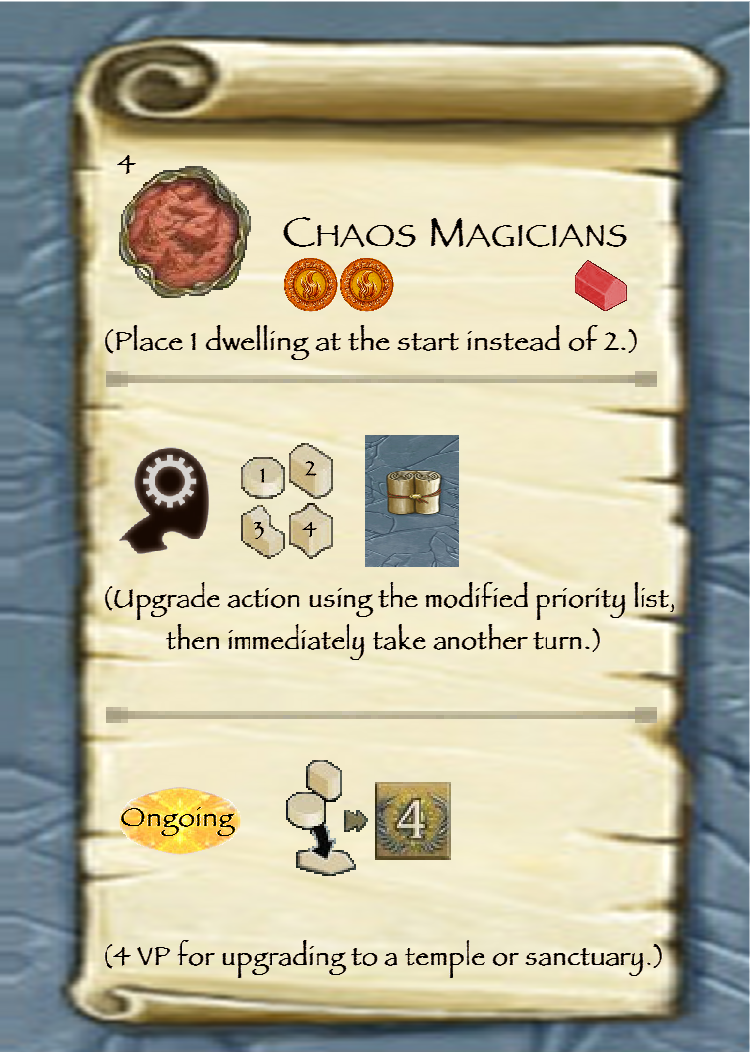 4
CHAOS MAGICIANS
(Place 1 dwelling at the start instead of 2.)
1 2
3 4
(Upgrade action using the modified priority list,
then immediately take another turn.)
Ongoing
4
(4 VP for upgrading to a temple or sanctuary.)